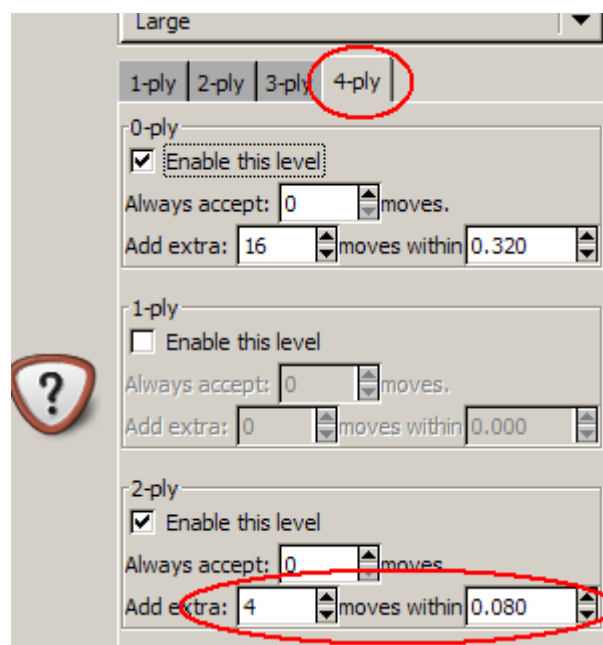 Large
1-ply 2-ply 3-ply 4-ply
0-ply
Enable this level
Always accept: 0 moves.
Add extra: 16 moves within 0.320
1-ply
Enable this level
Always accept: 0 moves.
Add extra: 0 moves within 0.000
?
2-ply
Enable this level
Always accept: 0 moves.
Add extra: 4 moves within 0.080